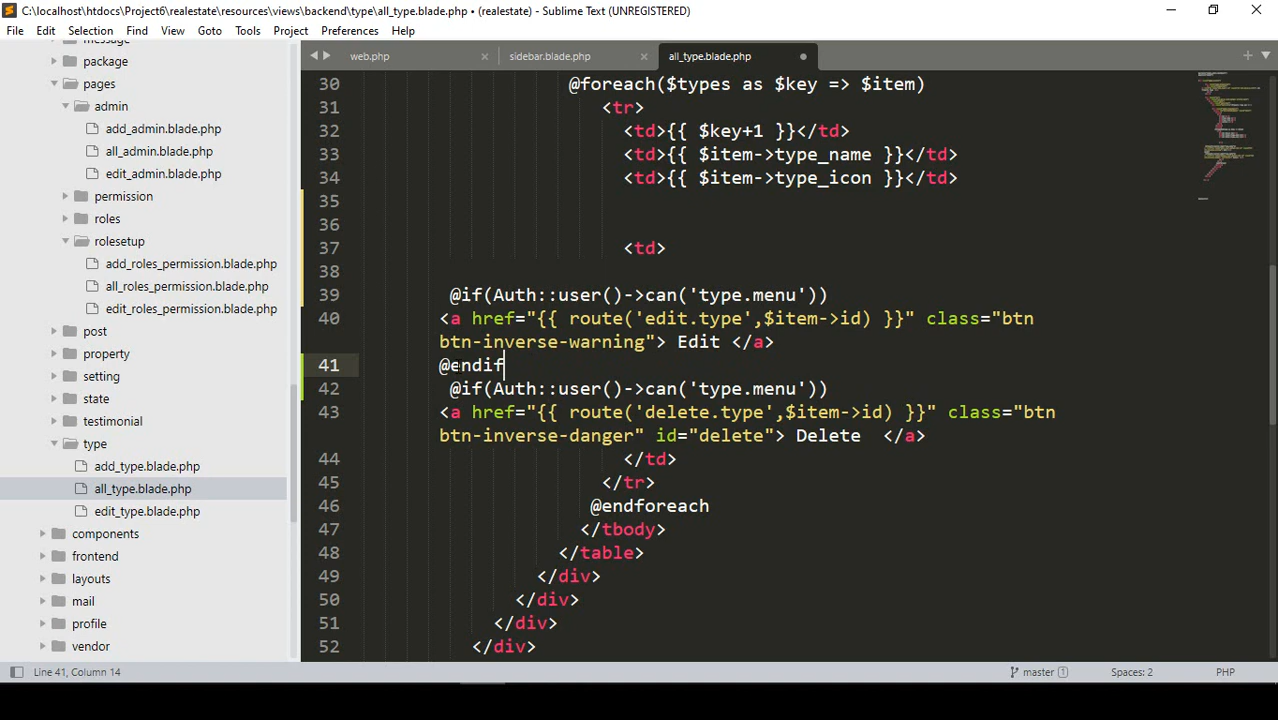 C:\localhost\htdocs\Project6\realestate\resources\views\backend\type\all_type.blade.php • (realestate) - Sublime Text (UNREGISTERED)
File Edit Selection Find View Goto Tools Project Preferences Help
message
package
pages
admin
add_admin.blade.php
all_admin.blade.php
edit_admin.blade.php
permission
roles
rolesetup
add_roles_permission.blade.php
all_roles_permission.blade.php
edit_roles_permission.blade.php
post
property
setting
state
testimonial
type
add_type.blade.php
all_type.blade.php
edit_type.blade.php
components
frontend
layouts
mail
profile
vendor
web.php sidebar.blade.php all_type.blade.php
30 @foreach($types as $key => $item)
31 <tr>
32 <td>{{ $key+1 }}</td>
33 <td>{{ $item->type_name }}</td>
34 <td>{{ $item->type_icon }}</td>
35
36
37 <td>
38
39 @if(Auth::user()->can('type.menu'))
40 <a href="{{ route('edit.type',$item->id) }}" class="btn
btn-inverse-warning"> Edit </a>
41 @endif
42 @if(Auth::user()->can('type.menu'))
43 <a href="{{ route('delete.type',$item->id) }}" class="btn
btn-inverse-danger" id="delete"> Delete  </a>
44 </td>
45 </tr>
46 @endforeach
47 </tbody>
48 </table>
49 </div>
50 </div>
51 </div>
52 </div>
Line 41, Column 14 master 1 Spaces: 2 PHP